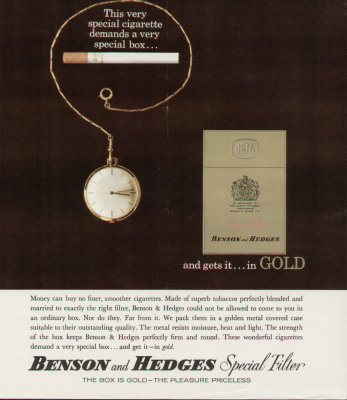 This very
special cigarette
demands a very
special box...
BENSON and HEDGES
and gets it...in GOLD
Money can buy no finer, smoother cigarettes. Made of superb tobacco perfectly blended and
married to exactly the right filter, Benson & Hedges could not be allowed to come to you in
an ordinary box. Nor do they. Far from it. We pack them in a golden metal covered case
suitable to their outstanding quality. The metal resists moisture, heat and light. The strength
of the box keeps Benson & Hedges perfectly firm and round. These wonderful cigarettes
demand a very special box...and get it—in gold.
BENSON and HEDGES Special Filter
THE BOX IS GOLD—THE PLEASURE PRICELESS